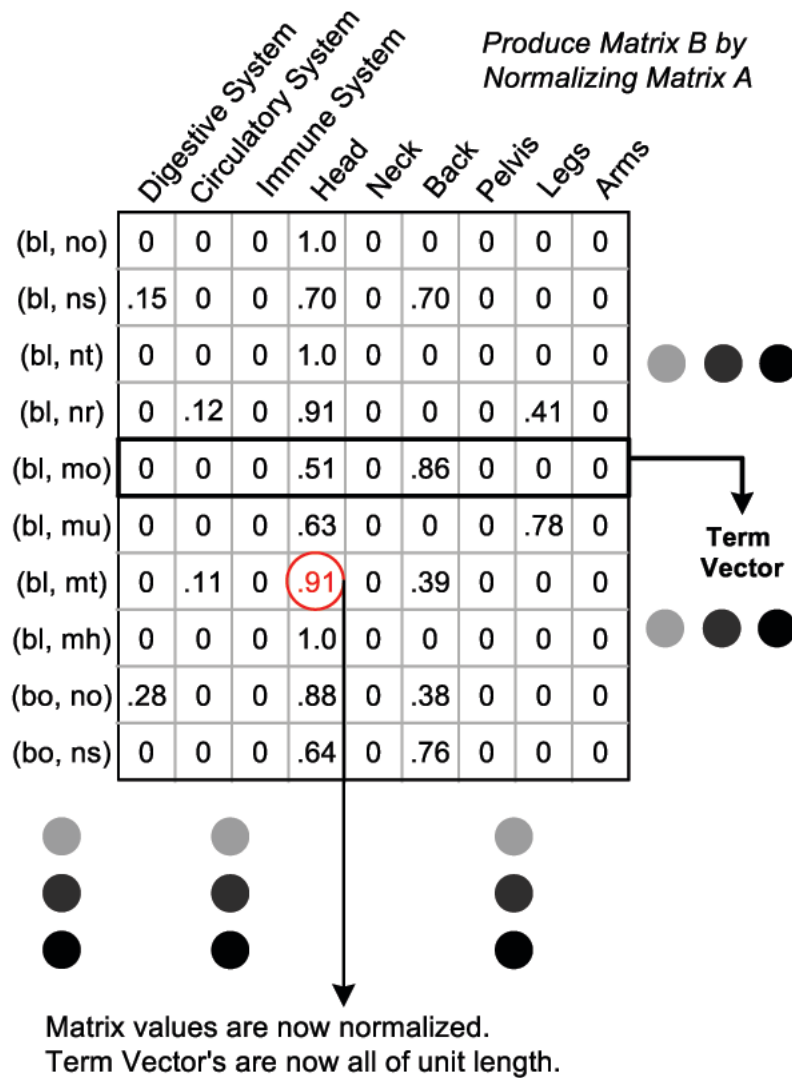 Produce Matrix B by
Normalizing Matrix A
Digestive System
Circulatory System
Immune System
Head
Neck
Back
Pelvis
Legs
Arms
(bl, no) 0 0 0 1.0 0 0 0 0 0
(bl, ns) .15 0 0 .70 0 .70 0 0 0
(bl, nt) 0 0 0 1.0 0 0 0 0 0
(bl, nr) 0 .12 0 .91 0 0 0 .41 0
(bl, mo) 0 0 0 .51 0 .86 0 0 0
(bl, mu) 0 0 0 .63 0 0 0 .78 0
(bl, mt) 0 .11 0 .91 0 .39 0 0 0
(bl, mh) 0 0 0 1.0 0 0 0 0 0
(bo, no) .28 0 0 .88 0 .38 0 0 0
(bo, ns) 0 0 0 .64 0 .76 0 0 0
Term
Vector
Matrix values are now normalized.
Term Vector's are now all of unit length.